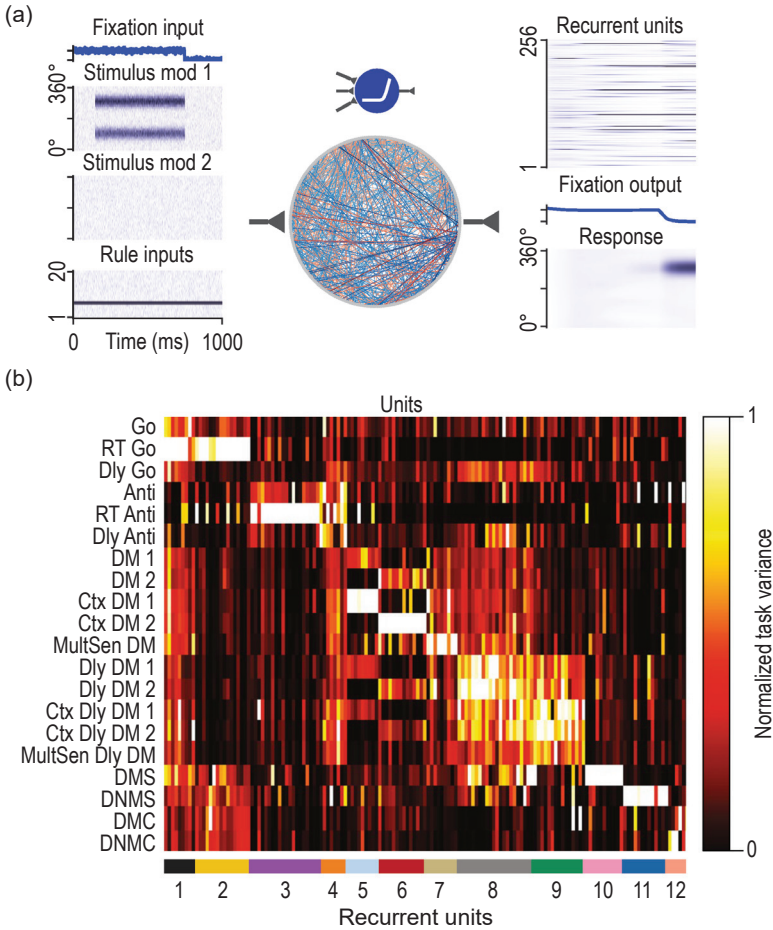 (a)
Fixation input
Stimulus mod 1
360°
0°
Stimulus mod 2
Rule inputs
20
1
0
Time (ms)
1000
Recurrent units
256
1
Fixation output
Response
360°
0°
(b)
Units
Go
RT Go
Dly Go
Anti
RT Anti
Dly Anti
DM 1
DM 2
Ctx DM 1
Ctx DM 2
MultSen DM
Dly DM 1
Dly DM 2
Ctx Dly DM 1
Ctx Dly DM 2
MultSen Dly DM
DMS
DNMS
DMC
DNMC
1 2 3 4 5 6 7 8 9 10 11 12
Recurrent units
1
0
Normalized task variance